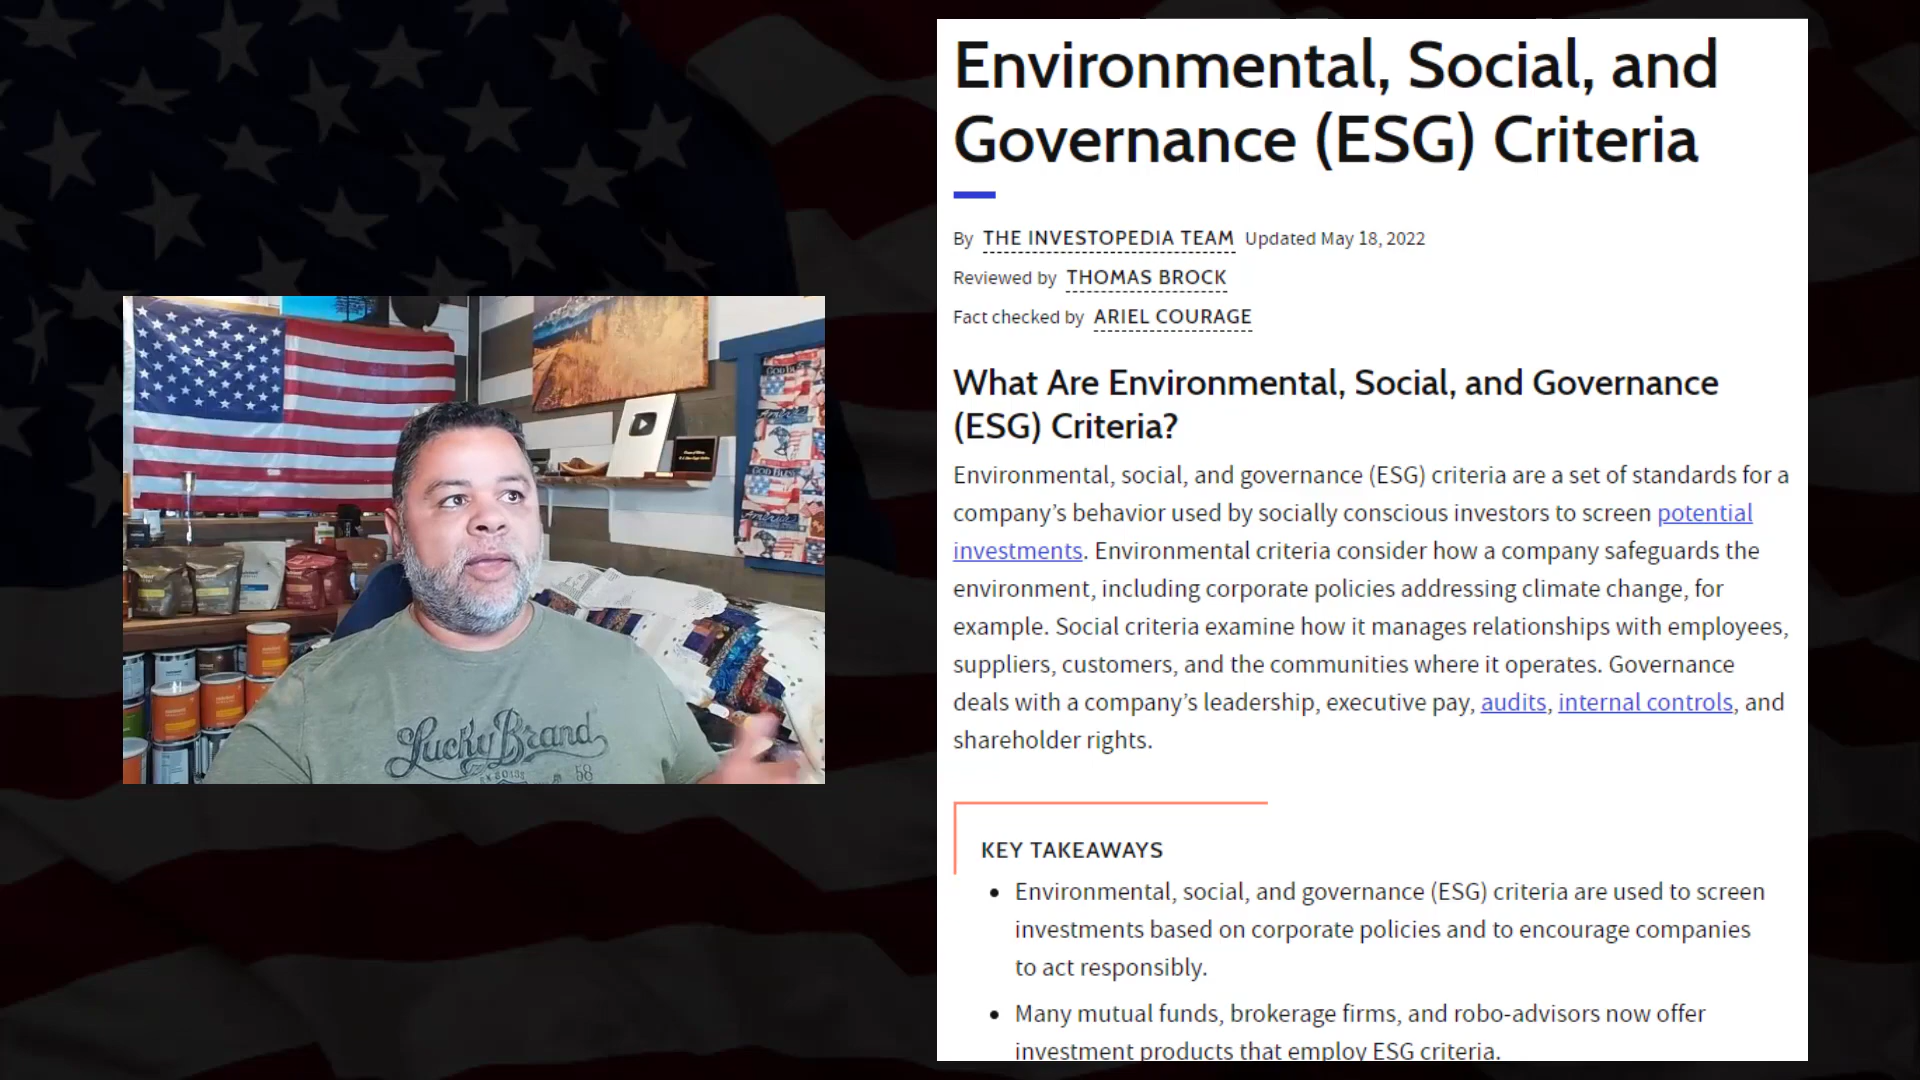 Environmental, Social, and
Governance (ESG) Criteria
By THE INVESTOPEDIA TEAM Updated May 18, 2022
Reviewed by THOMAS BROCK
Fact checked by ARIEL COURAGE
What Are Environmental, Social, and Governance
(ESG) Criteria?
Environmental, social, and governance (ESG) criteria are a set of standards for a
company’s behavior used by socially conscious investors to screen potential
investments. Environmental criteria consider how a company safeguards the
environment, including corporate policies addressing climate change, for
example. Social criteria examine how it manages relationships with employees,
suppliers, customers, and the communities where it operates. Governance
deals with a company’s leadership, executive pay, audits, internal controls, and
shareholder rights.
KEY TAKEAWAYS
• Environmental, social, and governance (ESG) criteria are used to screen
investments based on corporate policies and to encourage companies
to act responsibly.
• Many mutual funds, brokerage firms, and robo-advisors now offer
investment products that employ ESG criteria.
Lucky Brand
58